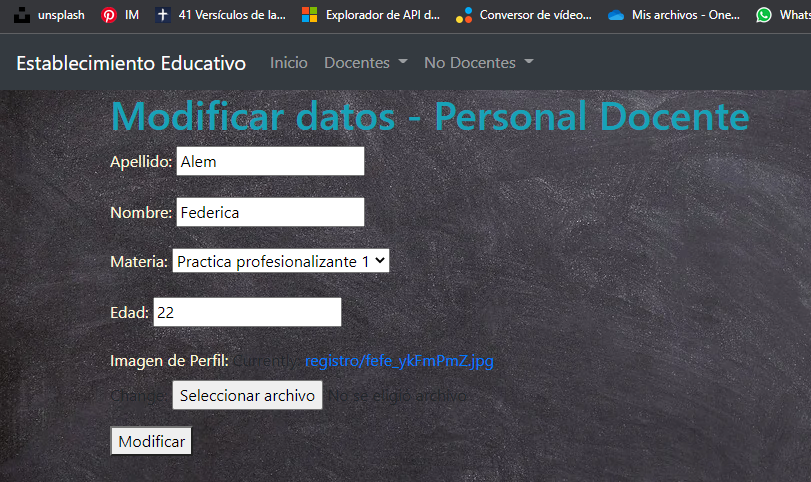 unsplash IM 41 Versículos de la... Explorador de API d... Conversor de vídeo... Mis archivos - One... Whats
Establecimiento Educativo Inicio Docentes No Docentes
Modificar datos - Personal Docente
Apellido: Alem
Nombre: Federica
Materia: Practica profesionalizante 1
Edad: 22
Imagen de Perfil: Currently: registro/fefe_ykFmPmZ.jpg
Change: Seleccionar archivo No se eligió archivo
Modificar